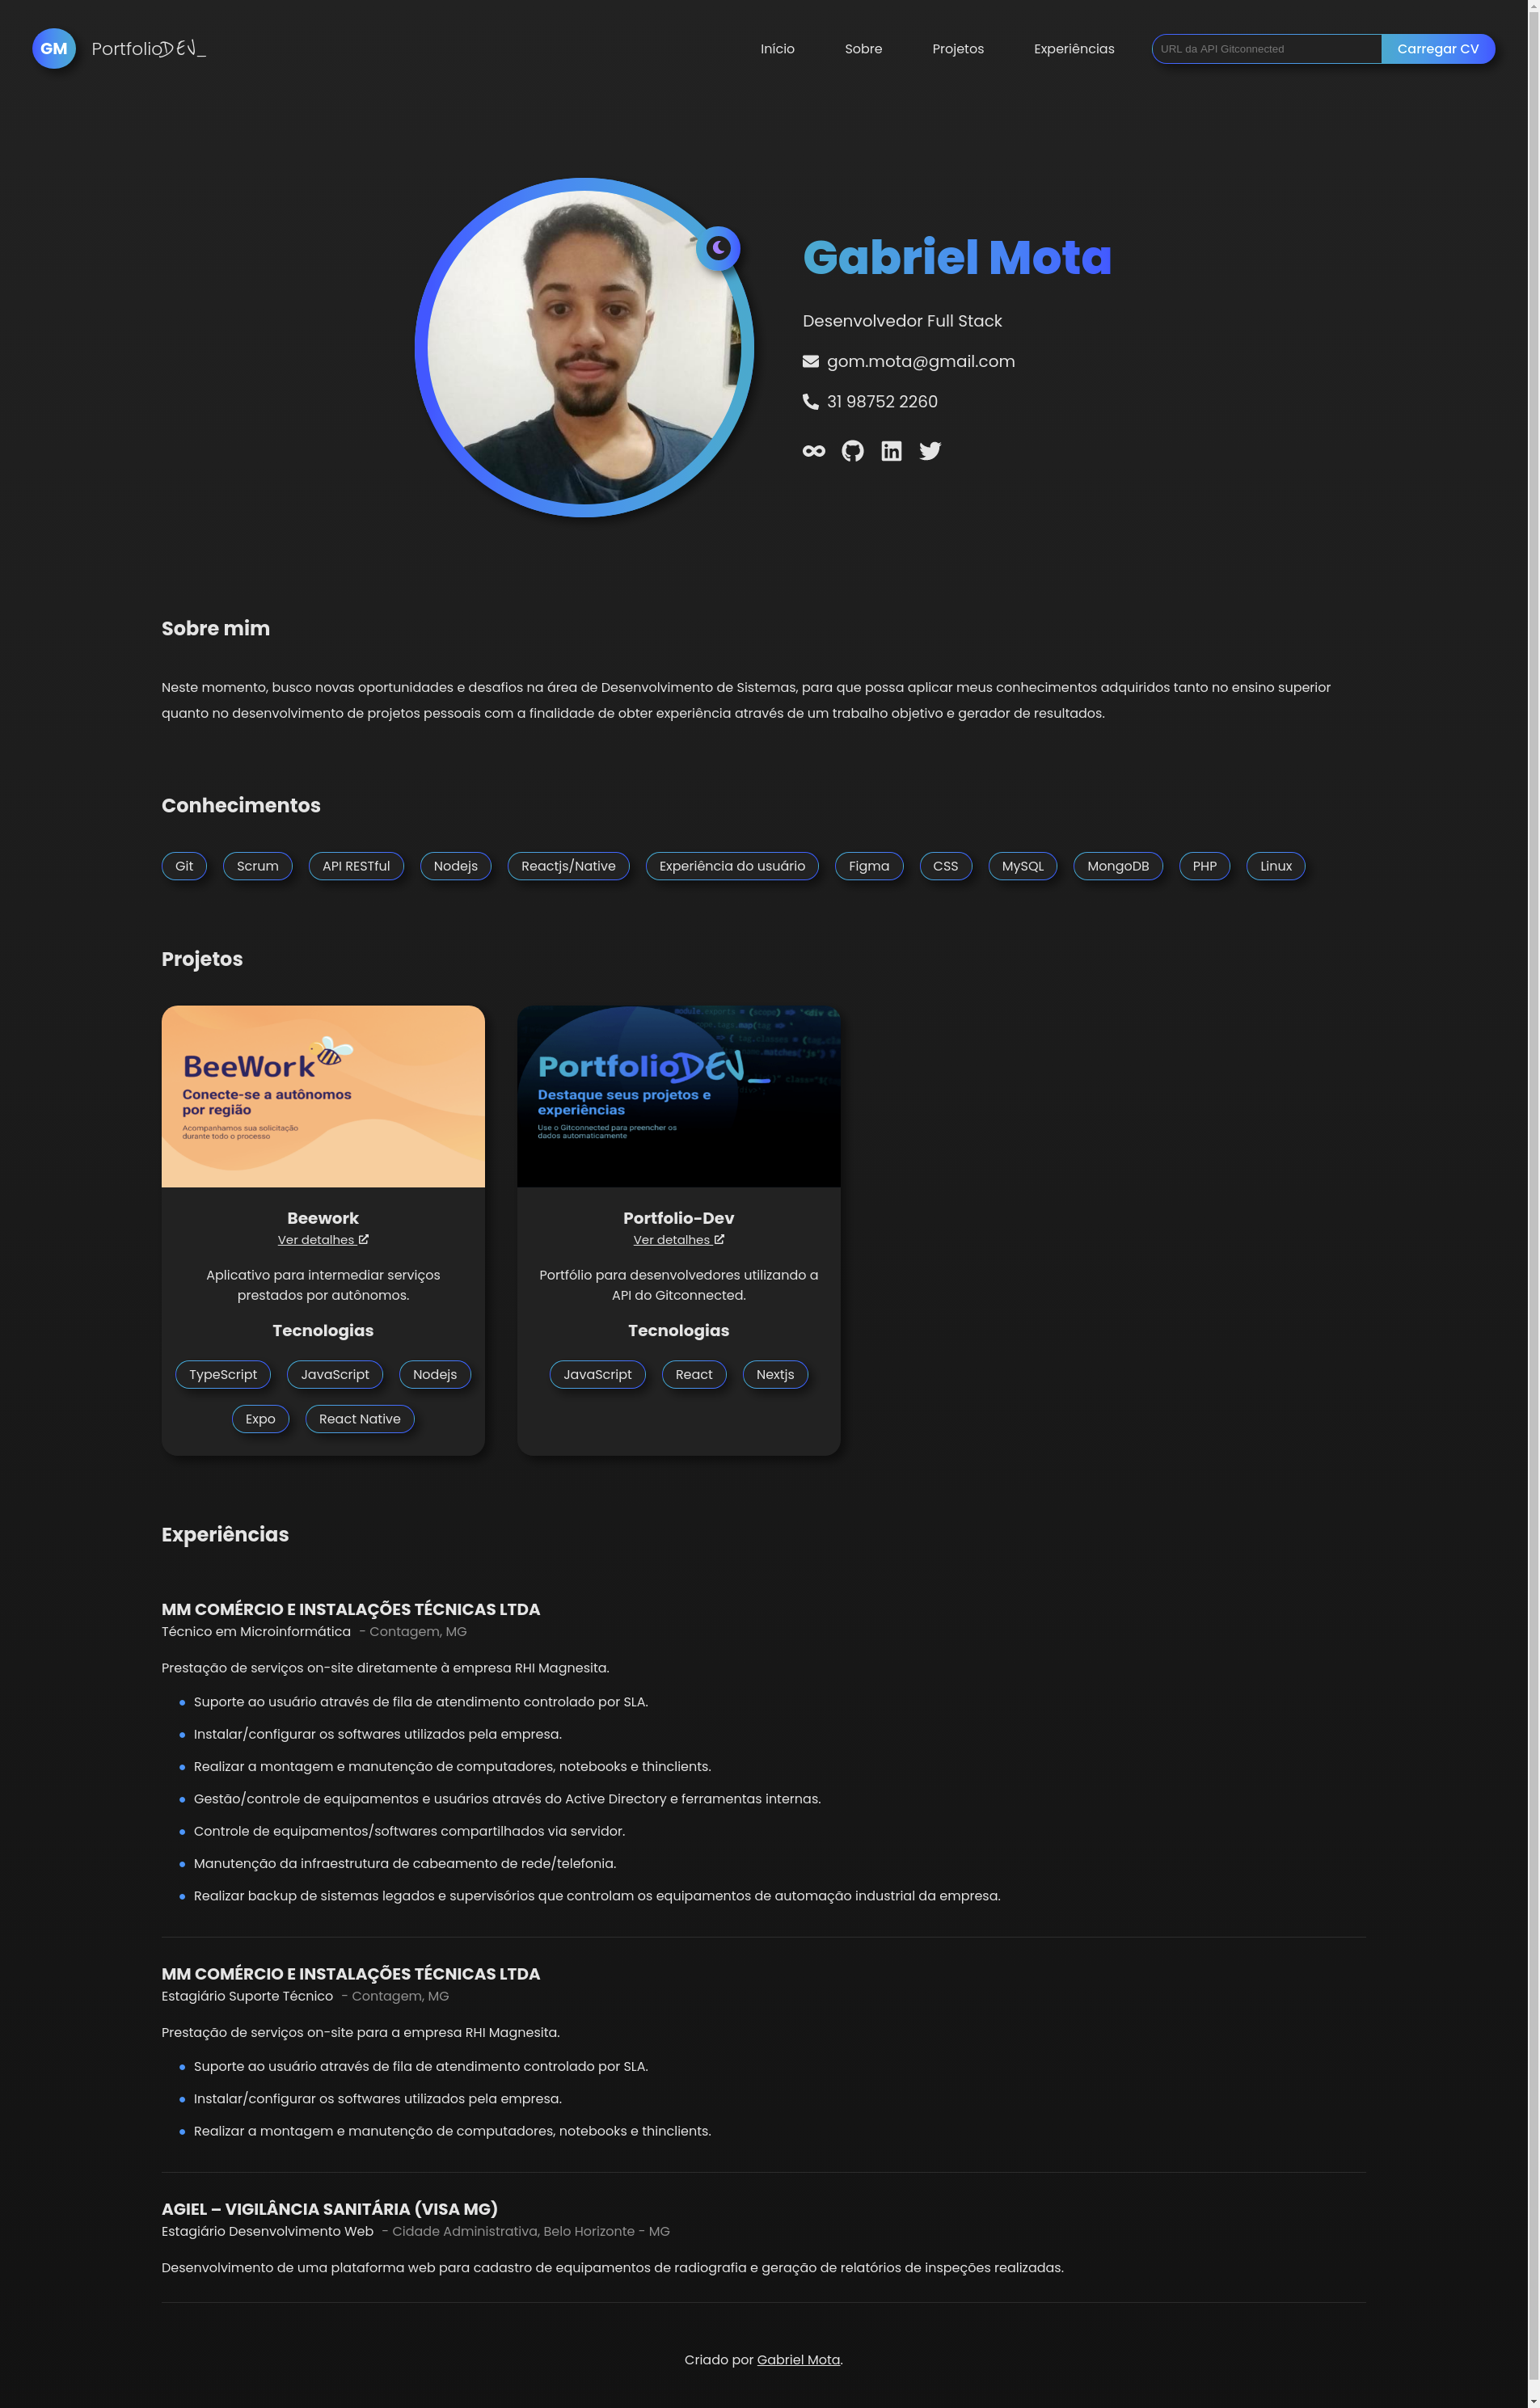 GM PortfolioDEV_ Início Sobre Projetos Experiências URL da API Gitconnected Carregar CV
Gabriel Mota
Desenvolvedor Full Stack
gom.mota@gmail.com
31 98752 2260
Sobre mim
Neste momento, busco novas oportunidades e desafios na área de Desenvolvimento de Sistemas, para que possa aplicar meus conhecimentos adquiridos tanto no ensino superior
quanto no desenvolvimento de projetos pessoais com a finalidade de obter experiência através de um trabalho objetivo e gerador de resultados.
Conhecimentos
Git Scrum API RESTful Nodejs Reactjs/Native Experiência do usuário Figma CSS MySQL MongoDB PHP Linux
Projetos
BeeWork
Conecte-se a autônomos
por região
Acompanhamos sua solicitação
durante todo o processo
Beework
Ver detalhes
Aplicativo para intermediar serviços
prestados por autônomos.
Tecnologias
TypeScript JavaScript Nodejs
Expo React Native
PortfolioDEV_
Destaque seus projetos e
experiências
Use o Gitconnected para preencher os
dados automaticamente
Portfolio-Dev
Ver detalhes
Portfólio para desenvolvedores utilizando a
API do Gitconnected.
Tecnologias
JavaScript React Nextjs
Experiências
MM COMÉRCIO E INSTALAÇÕES TÉCNICAS LTDA
Técnico em Microinformática - Contagem, MG
Prestação de serviços on-site diretamente à empresa RHI Magnesita.
Suporte ao usuário através de fila de atendimento controlado por SLA.
Instalar/configurar os softwares utilizados pela empresa.
Realizar a montagem e manutenção de computadores, notebooks e thinclients.
Gestão/controle de equipamentos e usuários através do Active Directory e ferramentas internas.
Controle de equipamentos/softwares compartilhados via servidor.
Manutenção da infraestrutura de cabeamento de rede/telefonia.
Realizar backup de sistemas legados e supervisórios que controlam os equipamentos de automação industrial da empresa.
MM COMÉRCIO E INSTALAÇÕES TÉCNICAS LTDA
Estagiário Suporte Técnico - Contagem, MG
Prestação de serviços on-site para a empresa RHI Magnesita.
Suporte ao usuário através de fila de atendimento controlado por SLA.
Instalar/configurar os softwares utilizados pela empresa.
Realizar a montagem e manutenção de computadores, notebooks e thinclients.
AGIEL – VIGILÂNCIA SANITÁRIA (VISA MG)
Estagiário Desenvolvimento Web - Cidade Administrativa, Belo Horizonte - MG
Desenvolvimento de uma plataforma web para cadastro de equipamentos de radiografia e geração de relatórios de inspeções realizadas.
Criado por Gabriel Mota.